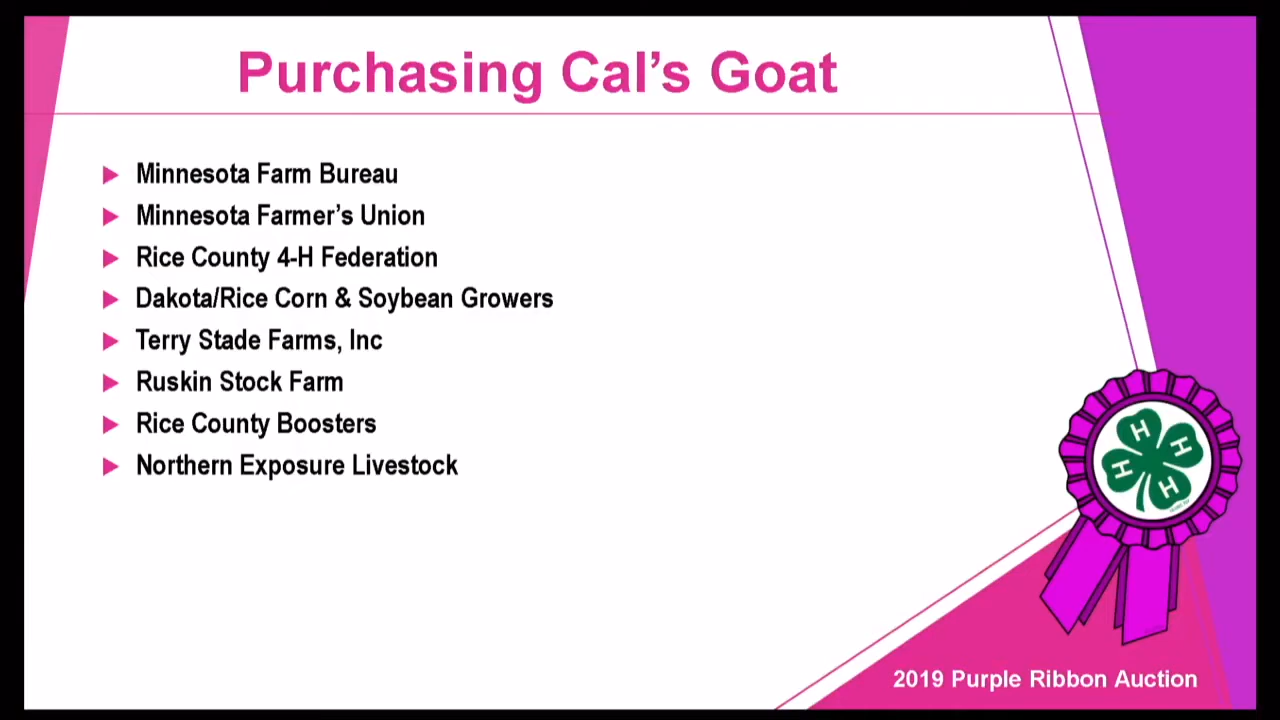 Purchasing Cal’s Goat
Minnesota Farm Bureau
Minnesota Farmer’s Union
Rice County 4-H Federation
Dakota/Rice Corn & Soybean Growers
Terry Stade Farms, Inc
Ruskin Stock Farm
Rice County Boosters
Northern Exposure Livestock
H
H
H
H
2019 Purple Ribbon Auction